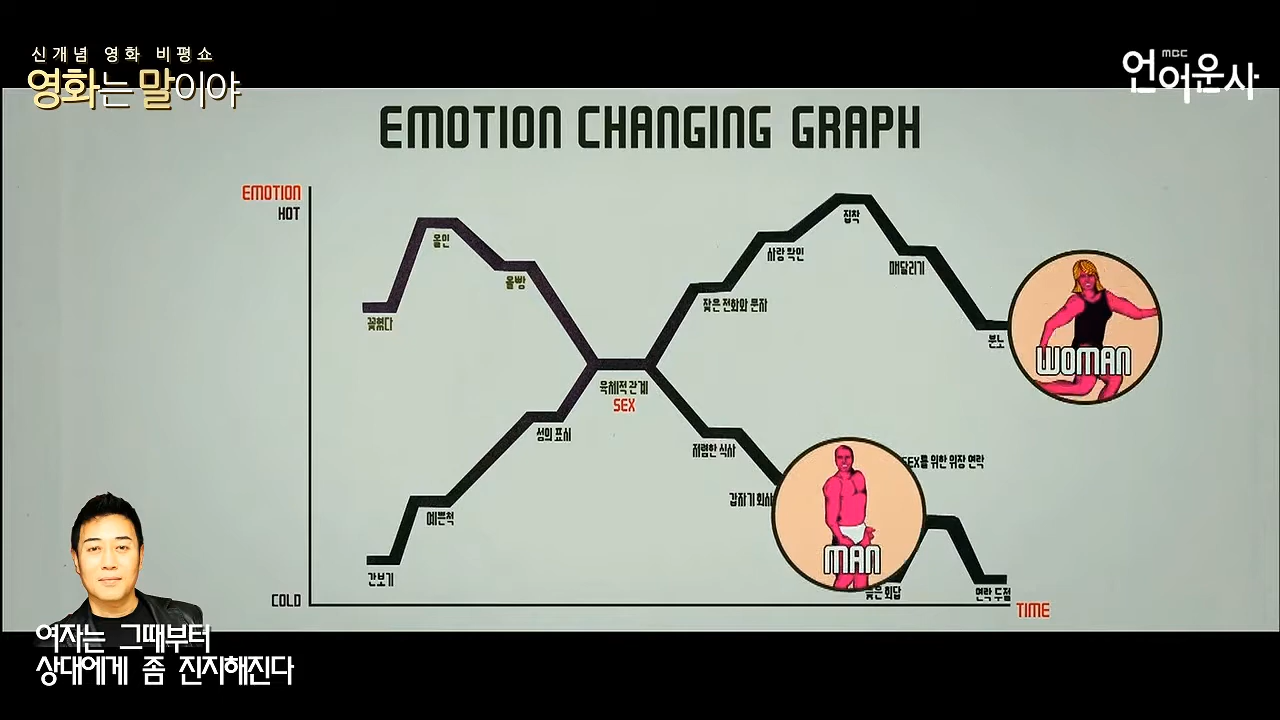 신개념 영화 비평쇼
영화는 말이야
MBC
언어운사
EMOTION CHANGING GRAPH
EMOTION
HOT
올인
올빵
꽂혔다
집착
사랑 확인
매달리기
잦은 전화와 문자
분노
WOMAN
육체적 관계
SEX
성의 표시
저렴한 식사
SEX를 위한 위장 연락
갑자기 회사
예쁜척
MAN
간보기
늦은 회답
연락 두절
COLD
TIME
여자는 그때부터
상대에게 좀 진지해진다